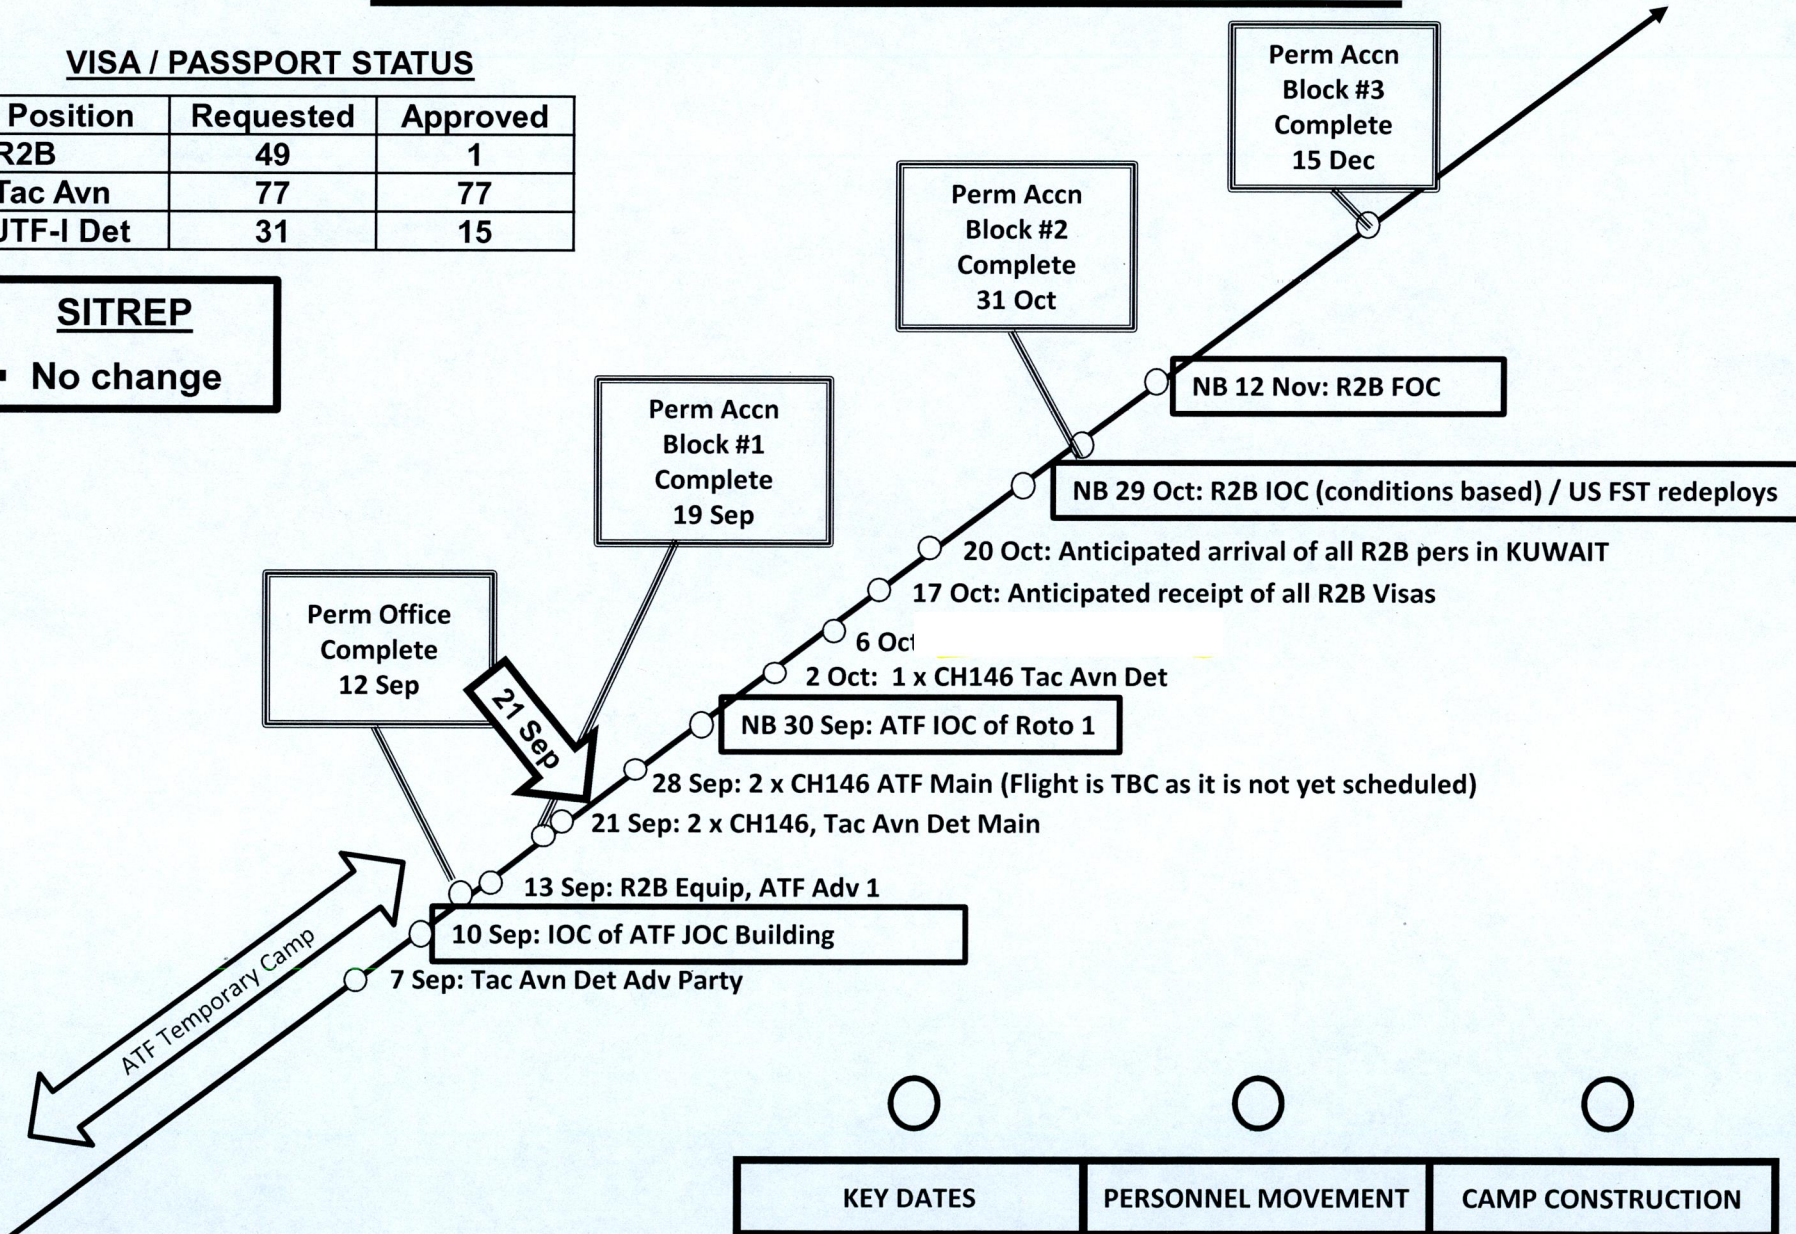 VISA / PASSPORT STATUS
Position Requested Approved
R2B 49 1
Tac Avn 77 77
JTF-I Det 31 15
SITREP
▪ No change
Perm Accn
Block #3
Complete
15 Dec
Perm Accn
Block #2
Complete
31 Oct
NB 12 Nov: R2B FOC
Perm Accn
Block #1
Complete
19 Sep
NB 29 Oct: R2B IOC (conditions based) / US FST redeploys
20 Oct: Anticipated arrival of all R2B pers in KUWAIT
17 Oct: Anticipated receipt of all R2B Visas
Perm Office
Complete
12 Sep
6 Oct
2 Oct: 1 x CH146 Tac Avn Det
21 Sep
NB 30 Sep: ATF IOC of Roto 1
28 Sep: 2 x CH146 ATF Main (Flight is TBC as it is not yet scheduled)
21 Sep: 2 x CH146, Tac Avn Det Main
13 Sep: R2B Equip, ATF Adv 1
10 Sep: IOC of ATF JOC Building
7 Sep: Tac Avn Det Adv Party
ATF Temporary Camp
KEY DATES PERSONNEL MOVEMENT CAMP CONSTRUCTION